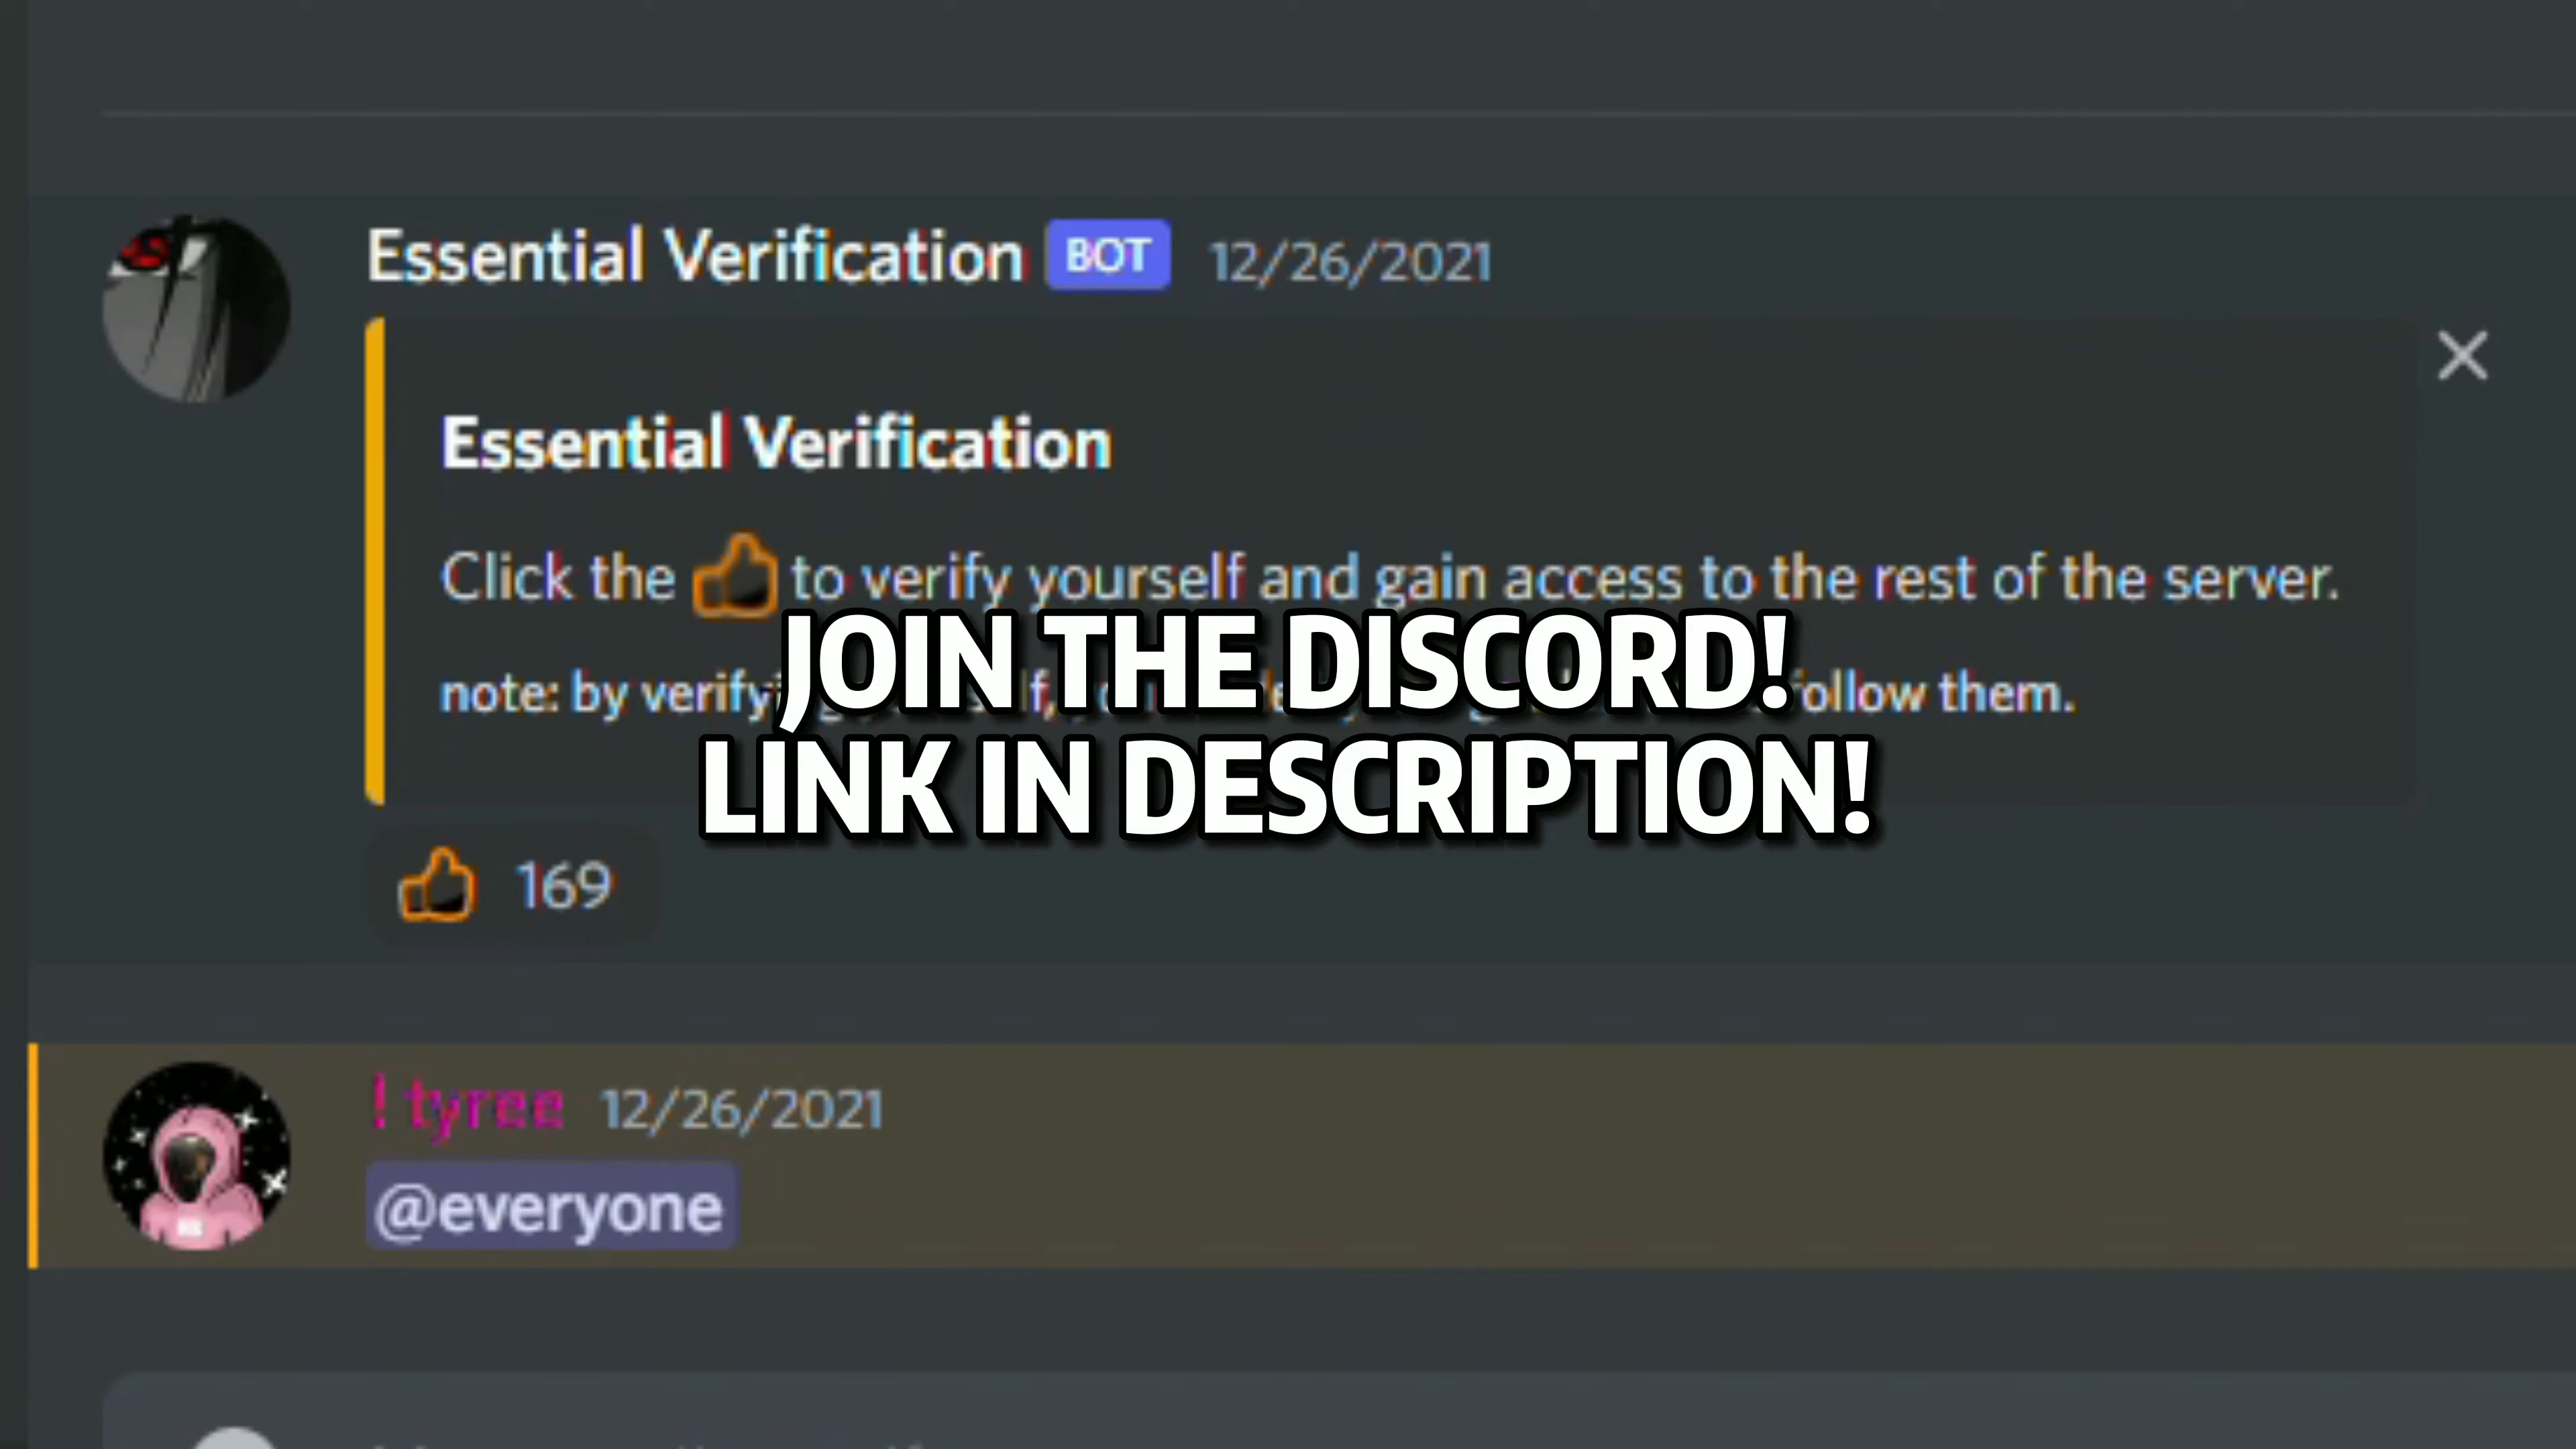 Essential Verification BOT 12/26/2021
Essential Verification
Click the 👍 to verify yourself and gain access to the rest of the server.
JOIN THE DISCORD!
note: by follow them.
LINK IN DESCRIPTION!
169
! tyree 12/26/2021
@everyone